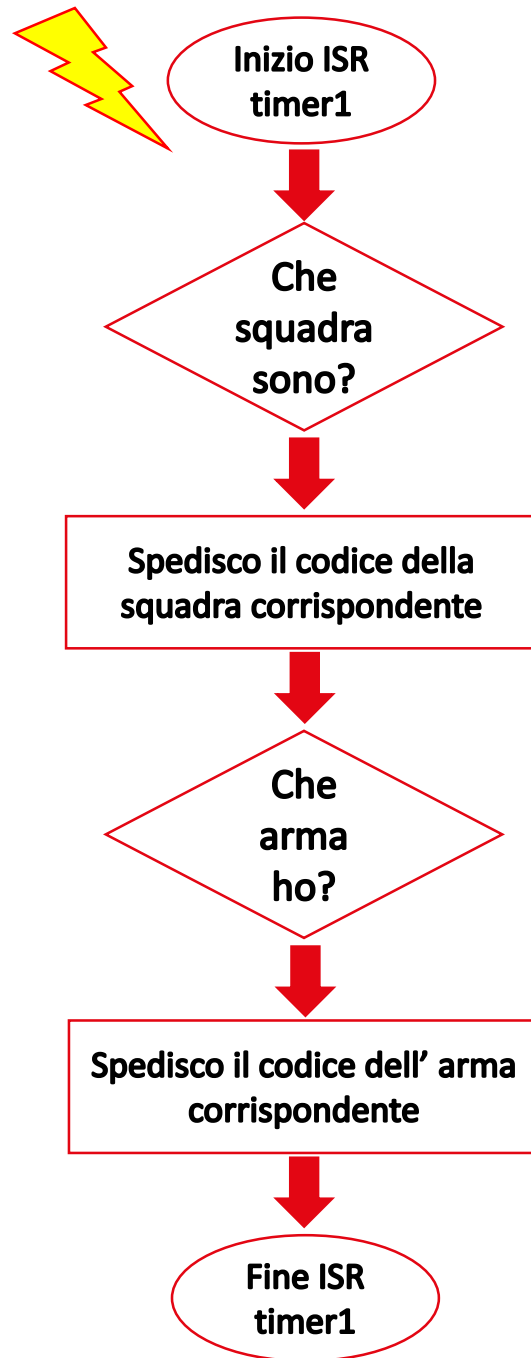 Inizio ISR
timer1
Che
squadra
sono?
Spedisco il codice della
squadra corrispondente
Che
arma
ho?
Spedisco il codice dell' arma
corrispondente
Fine ISR
timer1